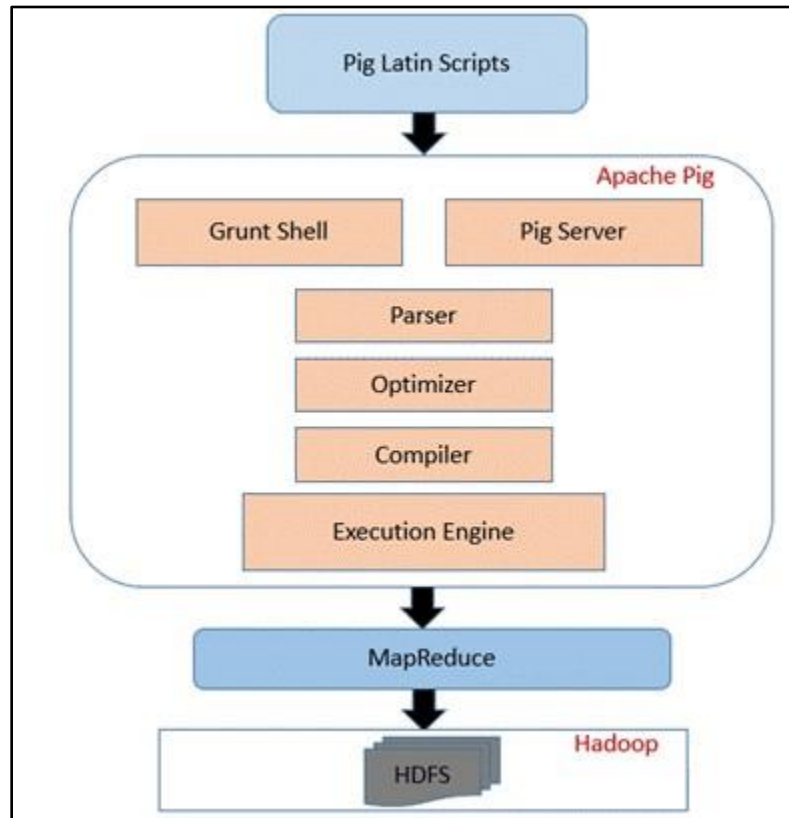 Pig Latin Scripts
Apache Pig
Grunt Shell
Pig Server
Parser
Optimizer
Compiler
Execution Engine
MapReduce
Hadoop
HDFS